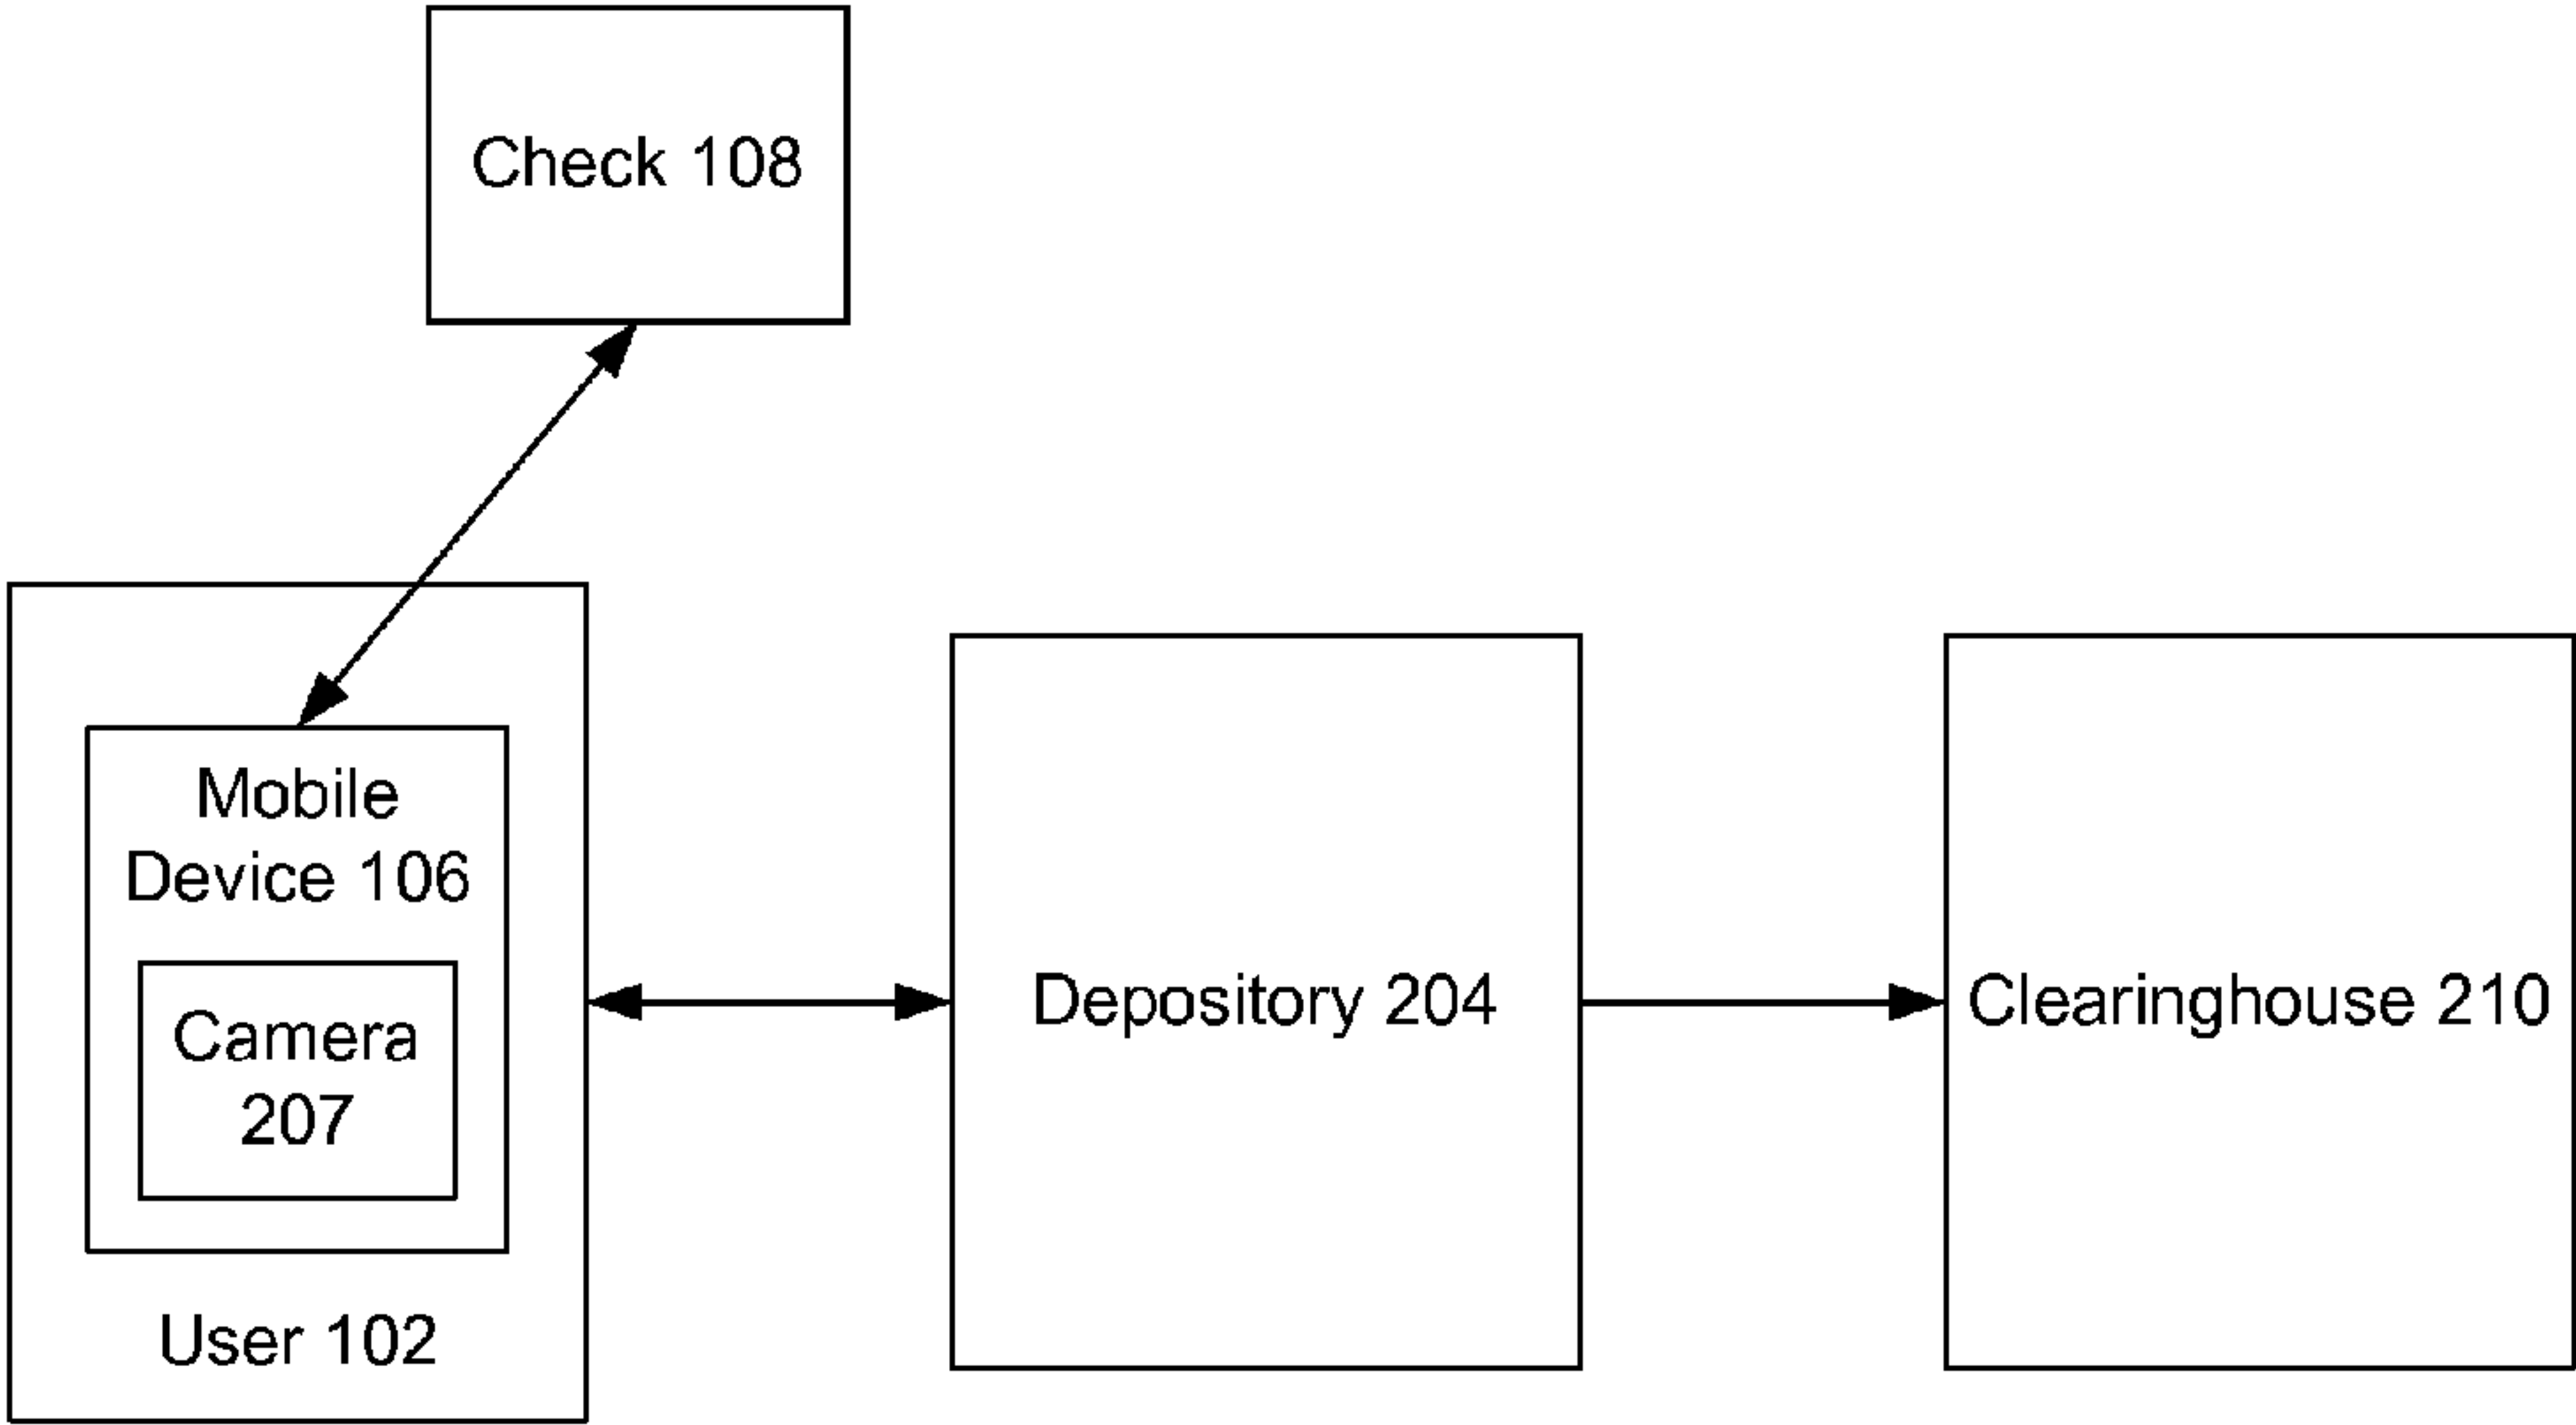 Check 108
Mobile
Device 106
Camera
207
User 102
Depository 204
Clearinghouse 210